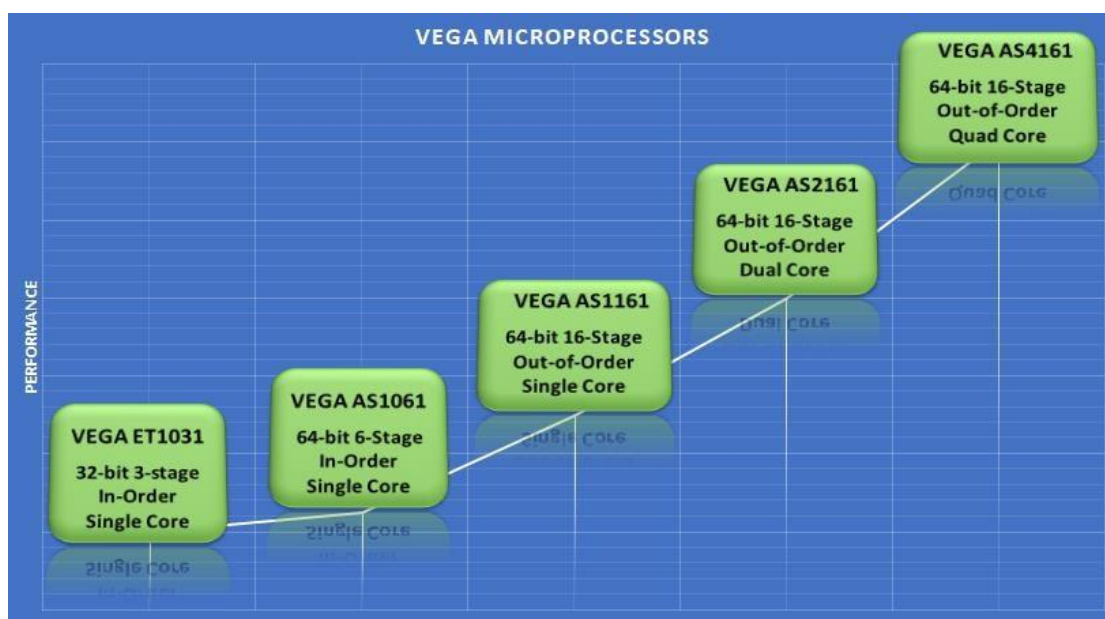 VEGA MICROPROCESSORS
PERFORMANCE
VEGA ET1031
32-bit 3-stage
In-Order
Single Core
VEGA AS1061
64-bit 6-Stage
In-Order
Single Core
VEGA AS1161
64-bit 16-Stage
Out-of-Order
Single Core
VEGA AS2161
64-bit 16-Stage
Out-of-Order
Dual Core
VEGA AS4161
64-bit 16-Stage
Out-of-Order
Quad Core